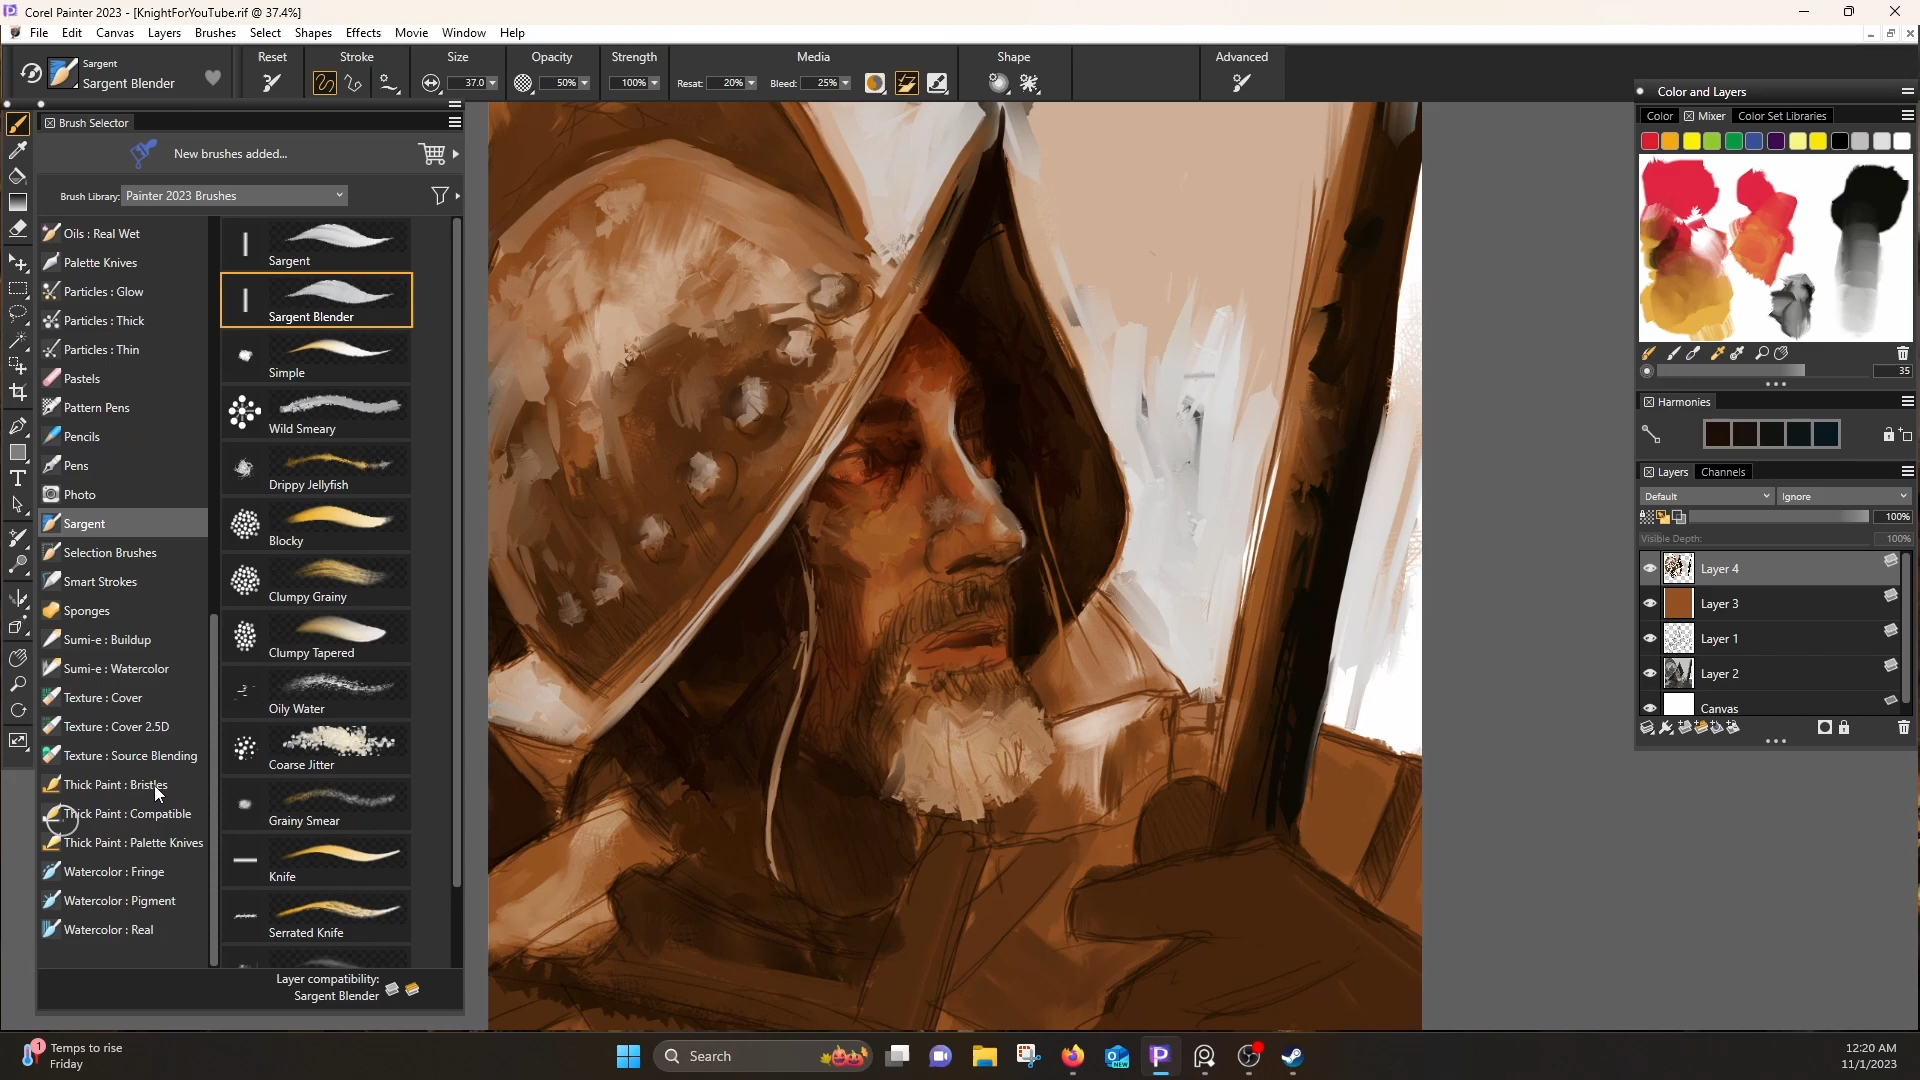 Corel Painter 2023 - [KnightForYouTube.rif @ 37.4%]
File Edit Canvas Layers Brushes Select Shapes Effects Movie Window Help
Sargent
Sargent Blender
Reset Stroke Size Opacity Strength Media Shape Advanced
37.0 50% 100% Resat: 20% Bleed: 25%
Brush Selector
New brushes added...
Brush Library: Painter 2023 Brushes
Oils : Real Wet
Palette Knives
Particles : Glow
Particles : Thick
Particles : Thin
Pastels
Pattern Pens
Pencils
Pens
Photo
Sargent
Selection Brushes
Smart Strokes
Sponges
Sumi-e : Buildup
Sumi-e : Watercolor
Texture : Cover
Texture : Cover 2.5D
Texture : Source Blending
Thick Paint : Bristles
Thick Paint : Compatible
Thick Paint : Palette Knives
Watercolor : Fringe
Watercolor : Pigment
Watercolor : Real
Sargent
Sargent Blender
Simple
Wild Smeary
Drippy Jellyfish
Blocky
Clumpy Grainy
Clumpy Tapered
Oily Water
Coarse Jitter
Grainy Smear
Knife
Serrated Knife
Layer compatibility:
Sargent Blender
Color and Layers
Color Mixer Color Set Libraries
35
Harmonies
Layers Channels
Default Ignore
100%
Visible Depth: 100%
Layer 4
Layer 3
Layer 1
Layer 2
Canvas
1
Temps to rise
Friday
Search
NEW
12:20 AM
11/1/2023